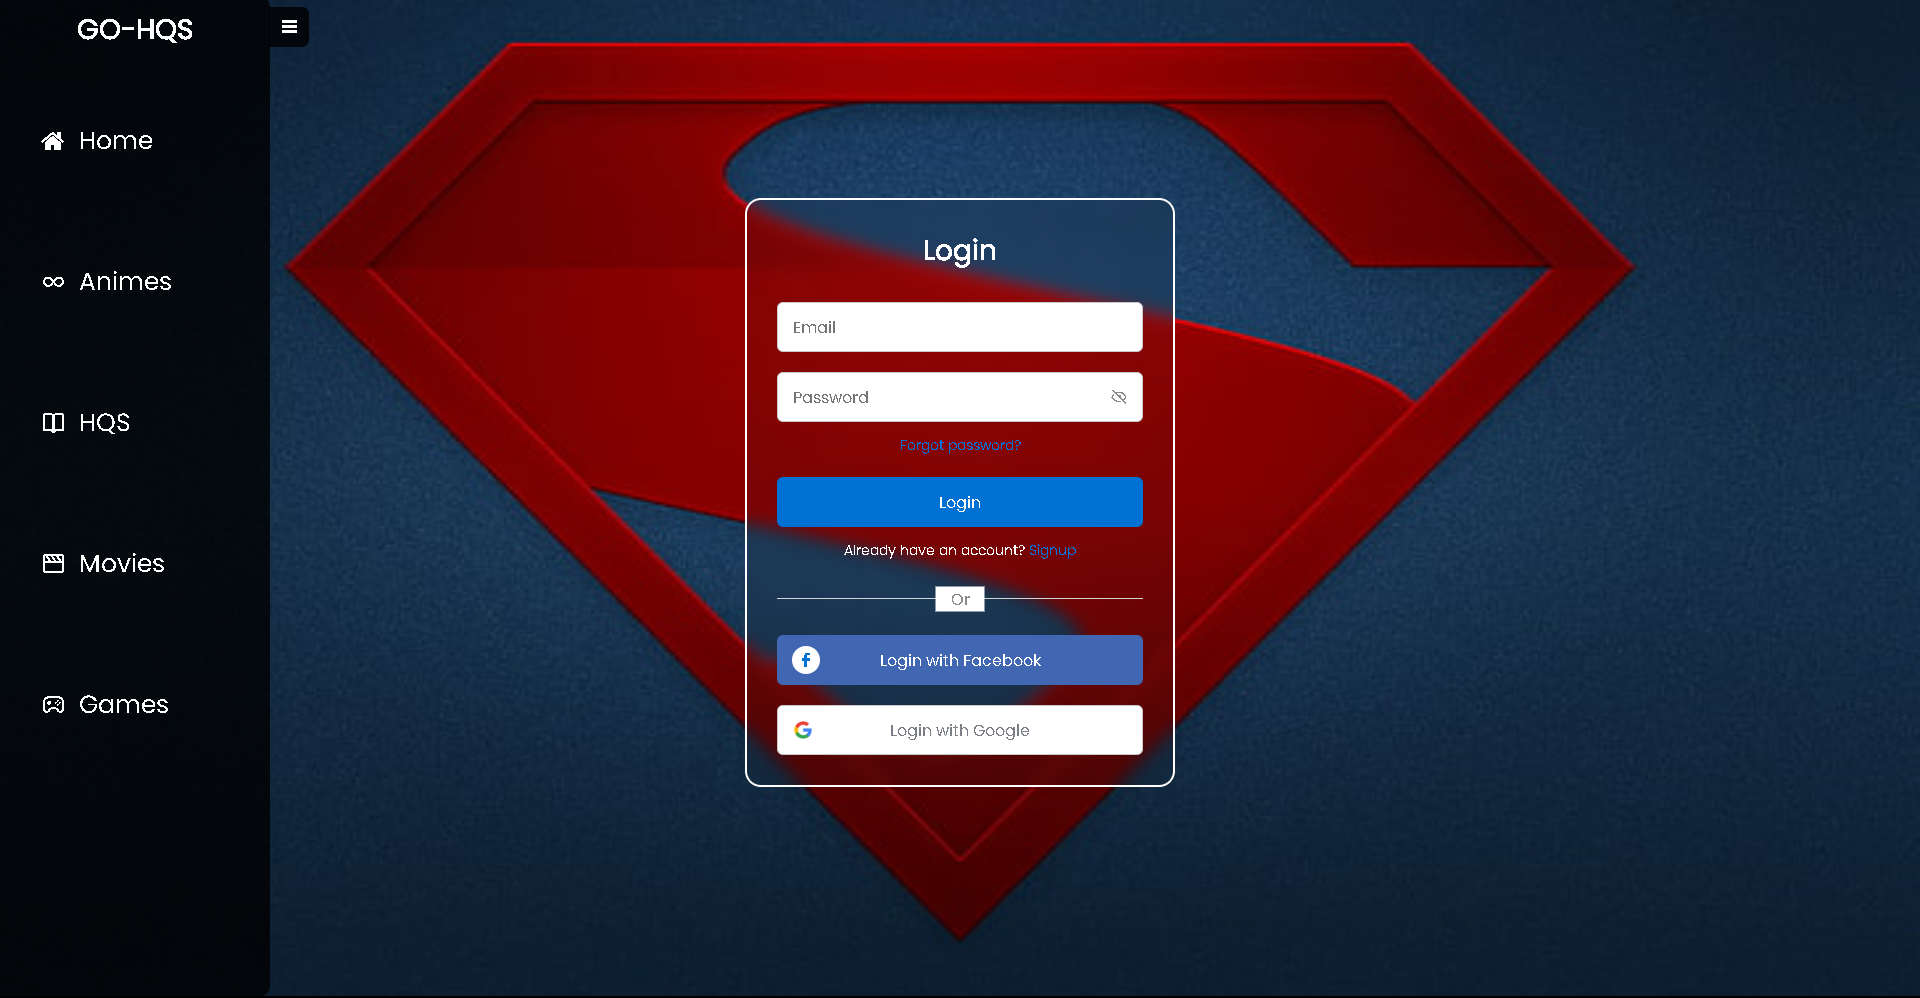 GO-HQS
Home
Animes
HQS
Movies
Games
Login
Email
Password
Forgot password?
Login
Already have an account? Signup
Or
Login with Facebook
Login with Google